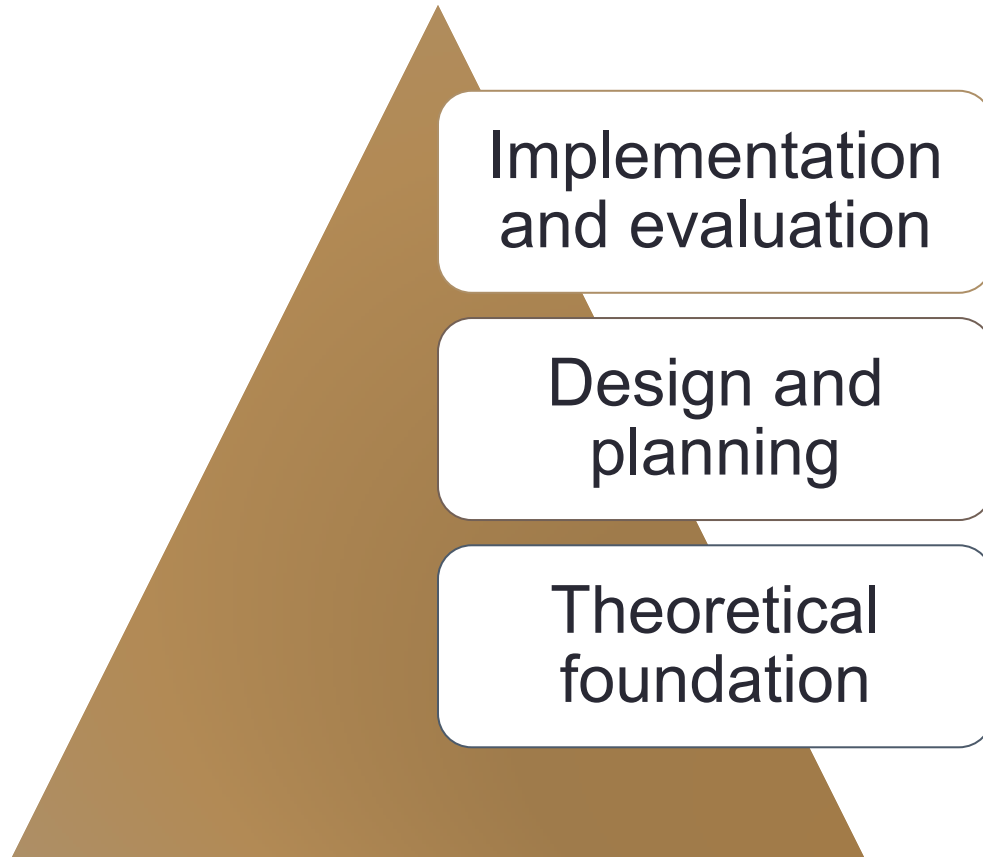 Implementation
and evaluation
Design and
planning
Theoretical
foundation